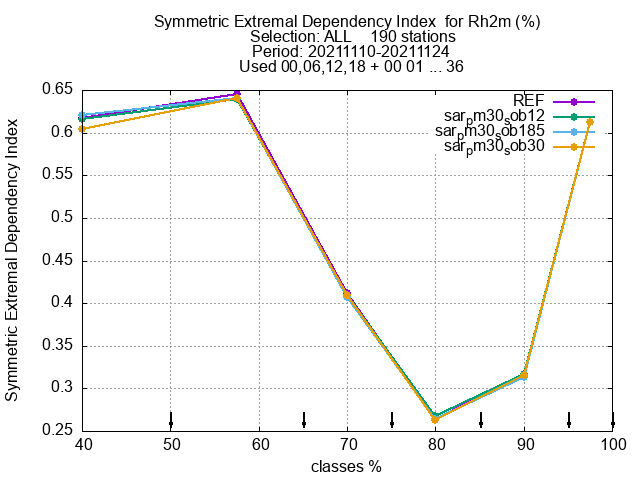 Symmetric Extremal Dependency Index  for Rh2m (%)
Selection: ALL    190 stations
Period: 20211110-20211124
Used 00,06,12,18 + 00 01 ... 36
REF
sarpm30sob12
sarpm30sob185
sarpm30sob30
Symmetric Extremal Dependency Index
0.65
0.6
0.55
0.5
0.45
0.4
0.35
0.3
0.25
40 50 60 70 80 90 100
classes %